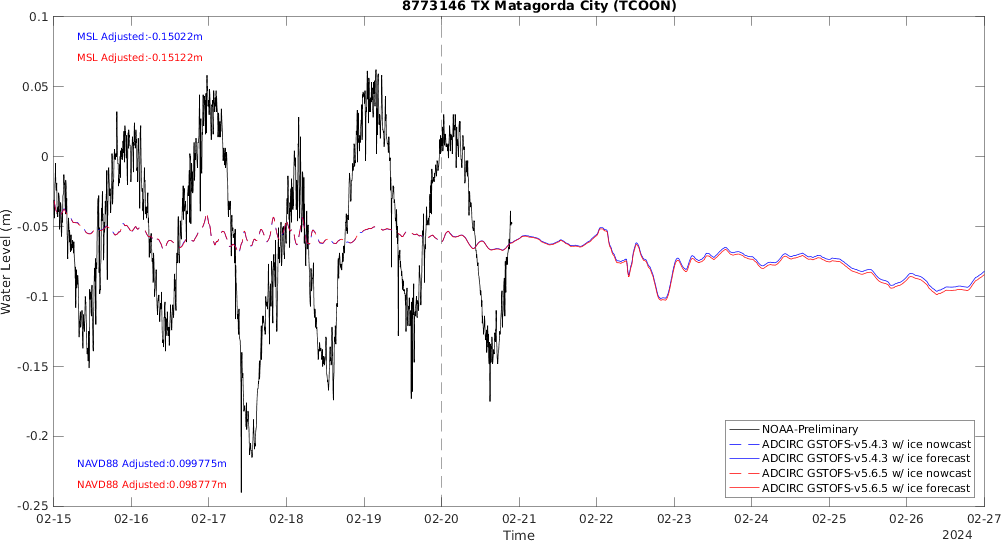 8773146 TX Matagorda City (TCOON)
0.1
0.05
0
-0.05
-0.1
-0.15
-0.2
-0.25
Water Level (m)
MSL Adjusted:-0.15022m
MSL Adjusted:-0.15122m
NAVD88 Adjusted:0.099775m
NAVD88 Adjusted:0.098777m
NOAA-Preliminary
ADCIRC GSTOFS-v5.4.3 w/ ice nowcast
ADCIRC GSTOFS-v5.4.3 w/ ice forecast
ADCIRC GSTOFS-v5.6.5 w/ ice nowcast
ADCIRC GSTOFS-v5.6.5 w/ ice forecast
02-15 02-16 02-17 02-18 02-19 02-20 02-21 02-22 02-23 02-24 02-25 02-26 02-27
Time
2024